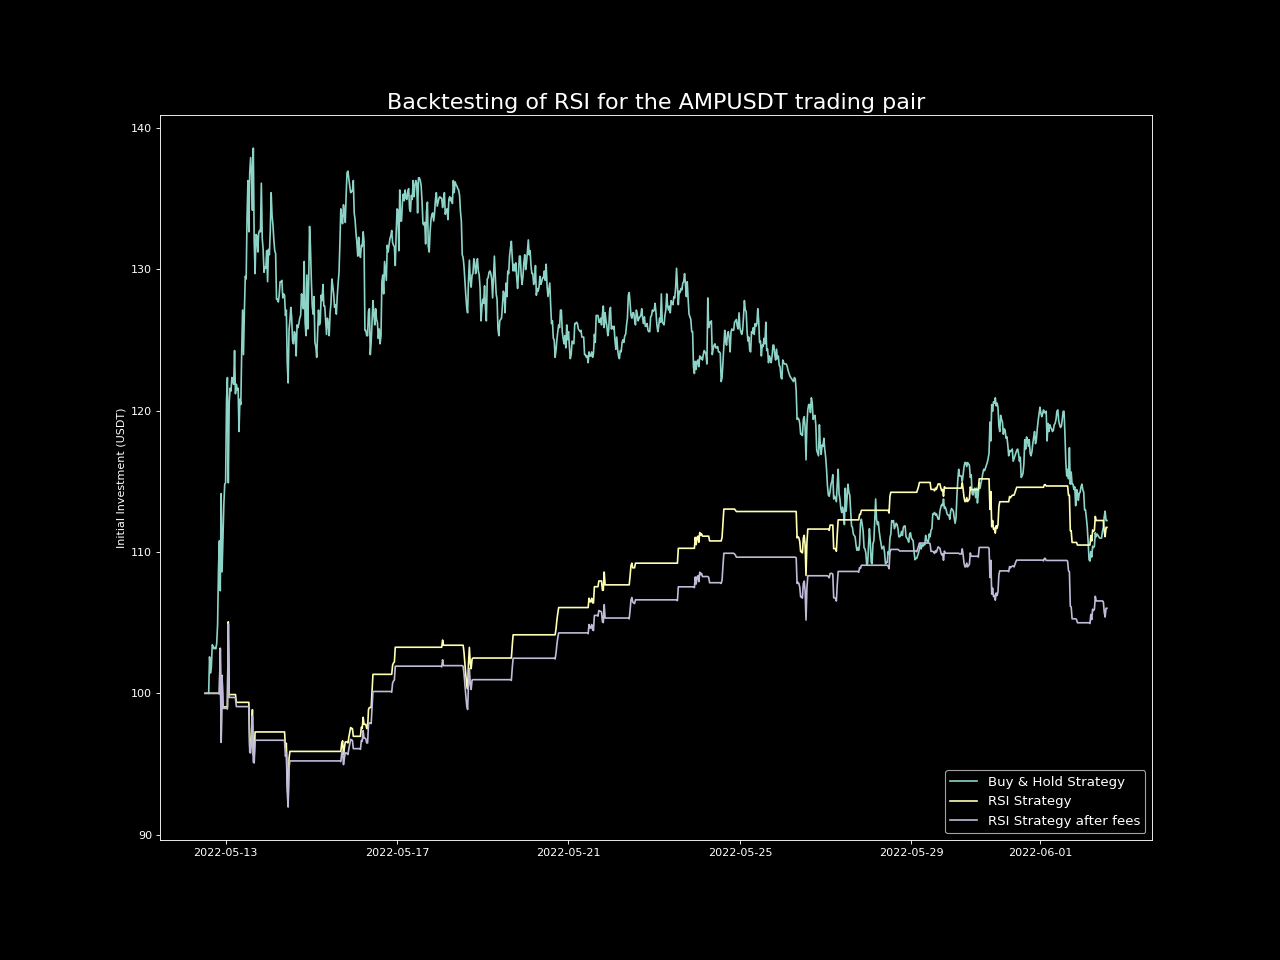 Backtesting of RSI for the AMPUSDT trading pair
140
130
120
110
100
90
Initial Investment (USDT)
2022-05-13
2022-05-17
2022-05-21
2022-05-25
2022-05-29
2022-06-01
Buy & Hold Strategy
RSI Strategy
RSI Strategy after fees